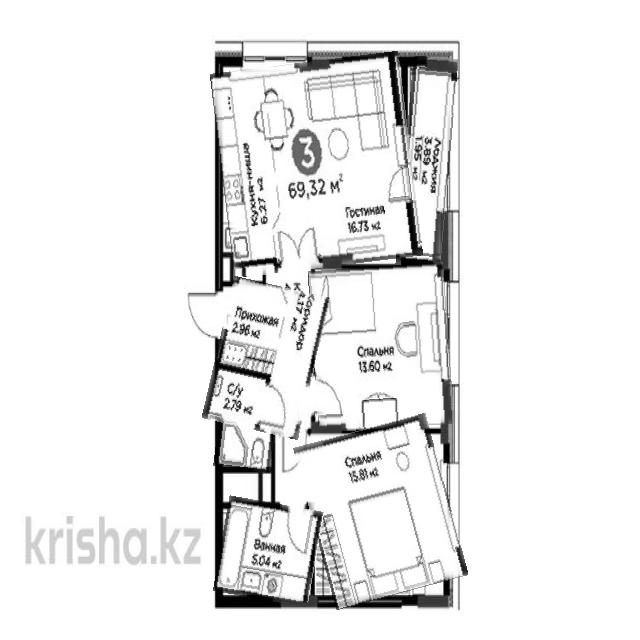 3
69,32 м²
Кухня-ниша
6.27 м2
Гостиная
16.73 м2
Лоджия
3.89 м2
1.95 м2
Коридор
4.17 м2
Прихожая
2.96 м2
Спальня
13.60 м2
С/у
2.79 м2
Спальня
15.81 м2
Ванная
5.04 м2
krisha.kz